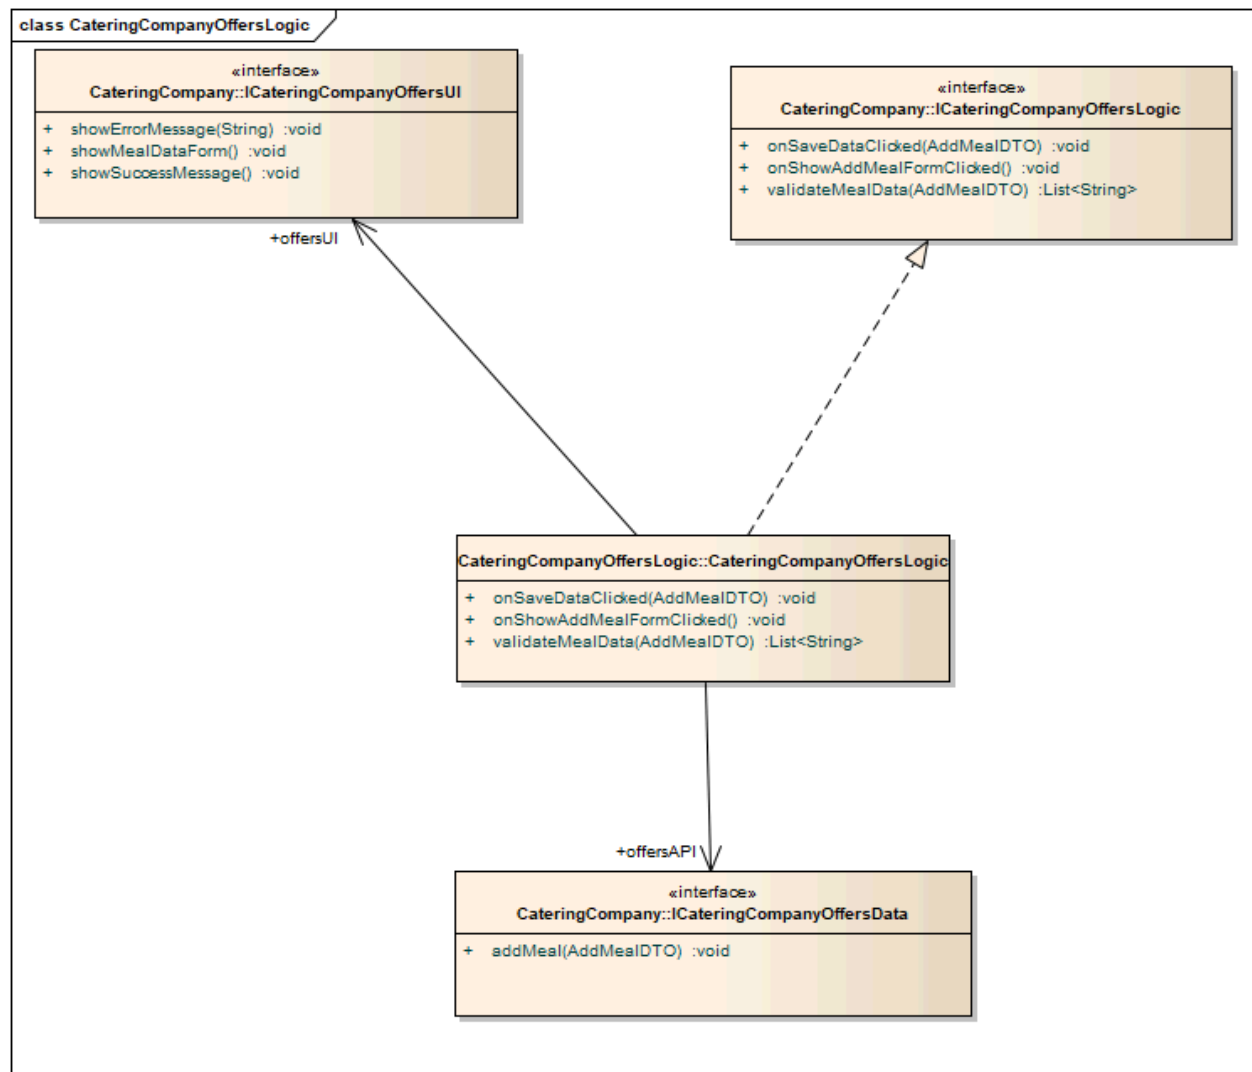 class CateringCompanyOffersLogic
«interface»
CateringCompany::ICateringCompanyOffersUI
+ showErrorMessage(String) :void
+ showMealDataForm() :void
+ showSuccessMessage() :void
«interface»
CateringCompany::ICateringCompanyOffersLogic
+ onSaveDataClicked(AddMealDTO) :void
+ onShowAddMealFormClicked() :void
+ validateMealData(AddMealDTO) :List<String>
+offersUI
CateringCompanyOffersLogic::CateringCompanyOffersLogic
+ onSaveDataClicked(AddMealDTO) :void
+ onShowAddMealFormClicked() :void
+ validateMealData(AddMealDTO) :List<String>
+offersAPI
«interface»
CateringCompany::ICateringCompanyOffersData
+ addMeal(AddMealDTO) :void